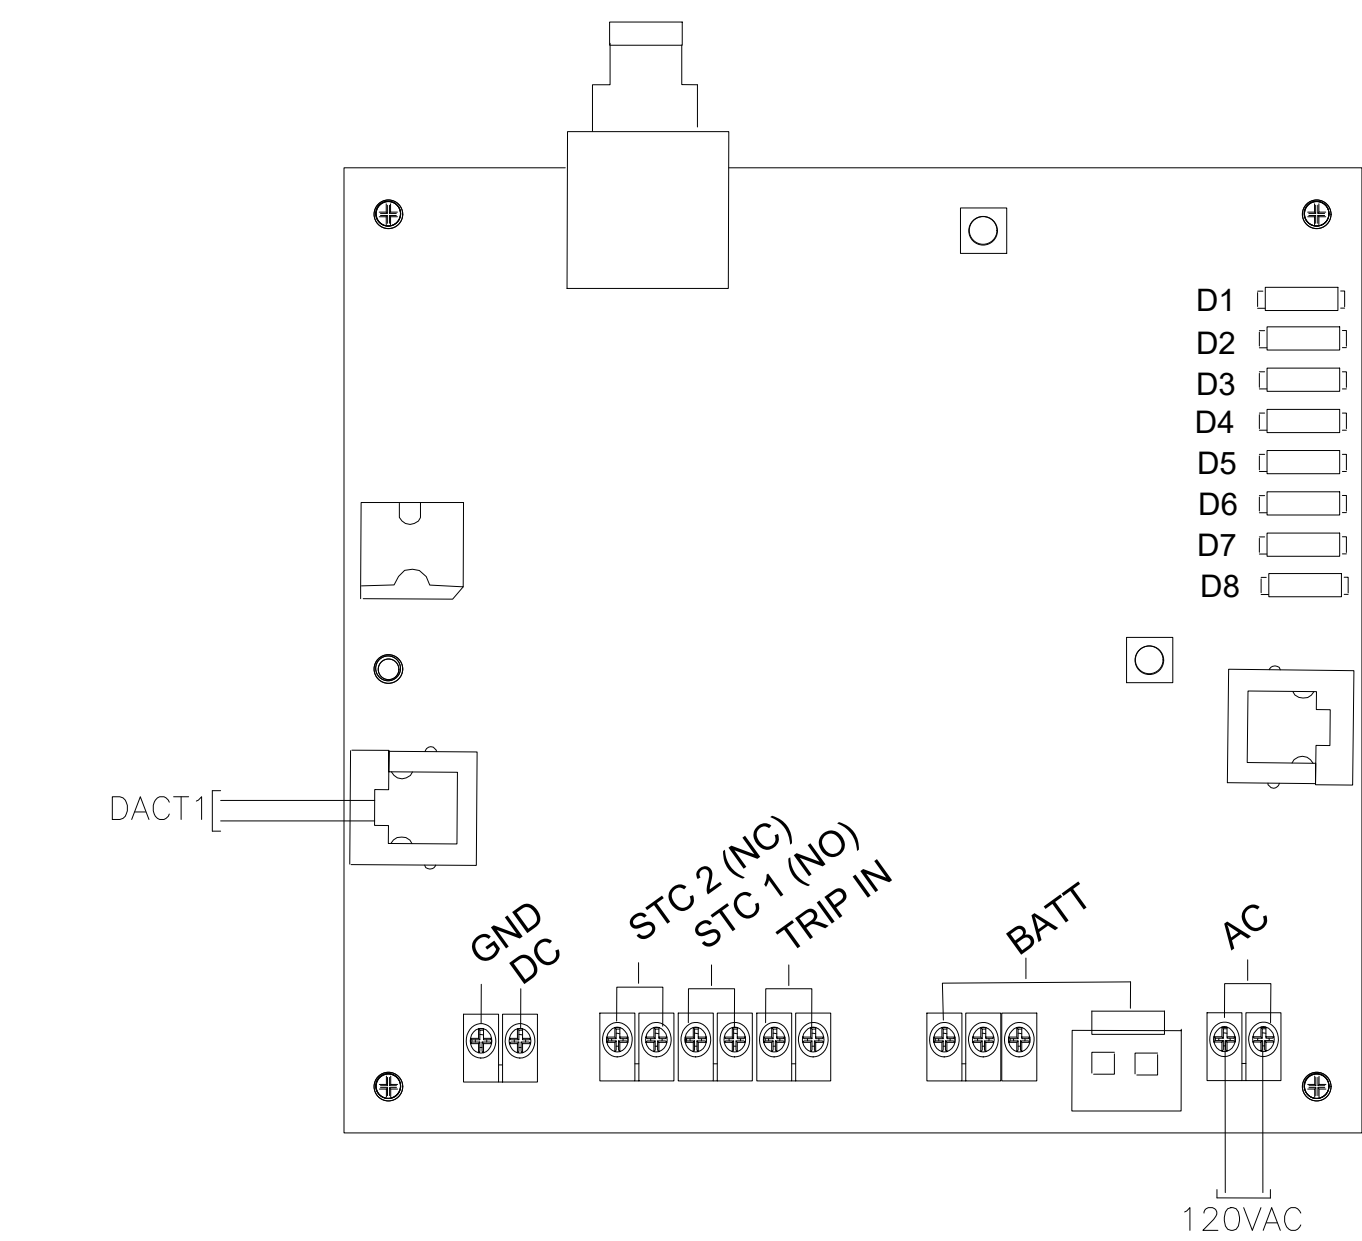 D1
D2
D3
D4
D5
D6
D7
D8
DACT1
GND
DC
STC 2 (NC)
STC 1 (NO)
TRIP IN
BATT
AC
120VAC